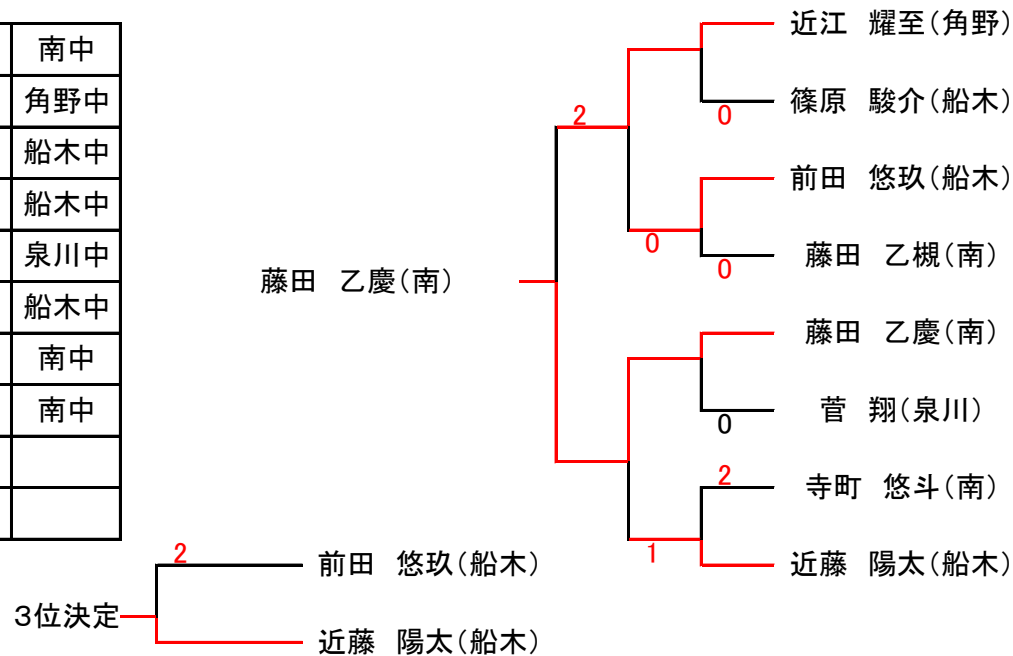 南中
角野中
船木中
船木中
泉川中
船木中
南中
南中
近江 耀至(角野)
篠原 駿介(船木)
0
2
前田 悠玖(船木)
0
藤田 乙槻(南)
0
藤田 乙慶(南)
藤田 乙慶(南)
菅 翔(泉川)
0
寺町 悠斗(南)
2
近藤 陽太(船木)
1
3位決定
2
前田 悠玖(船木)
近藤 陽太(船木)